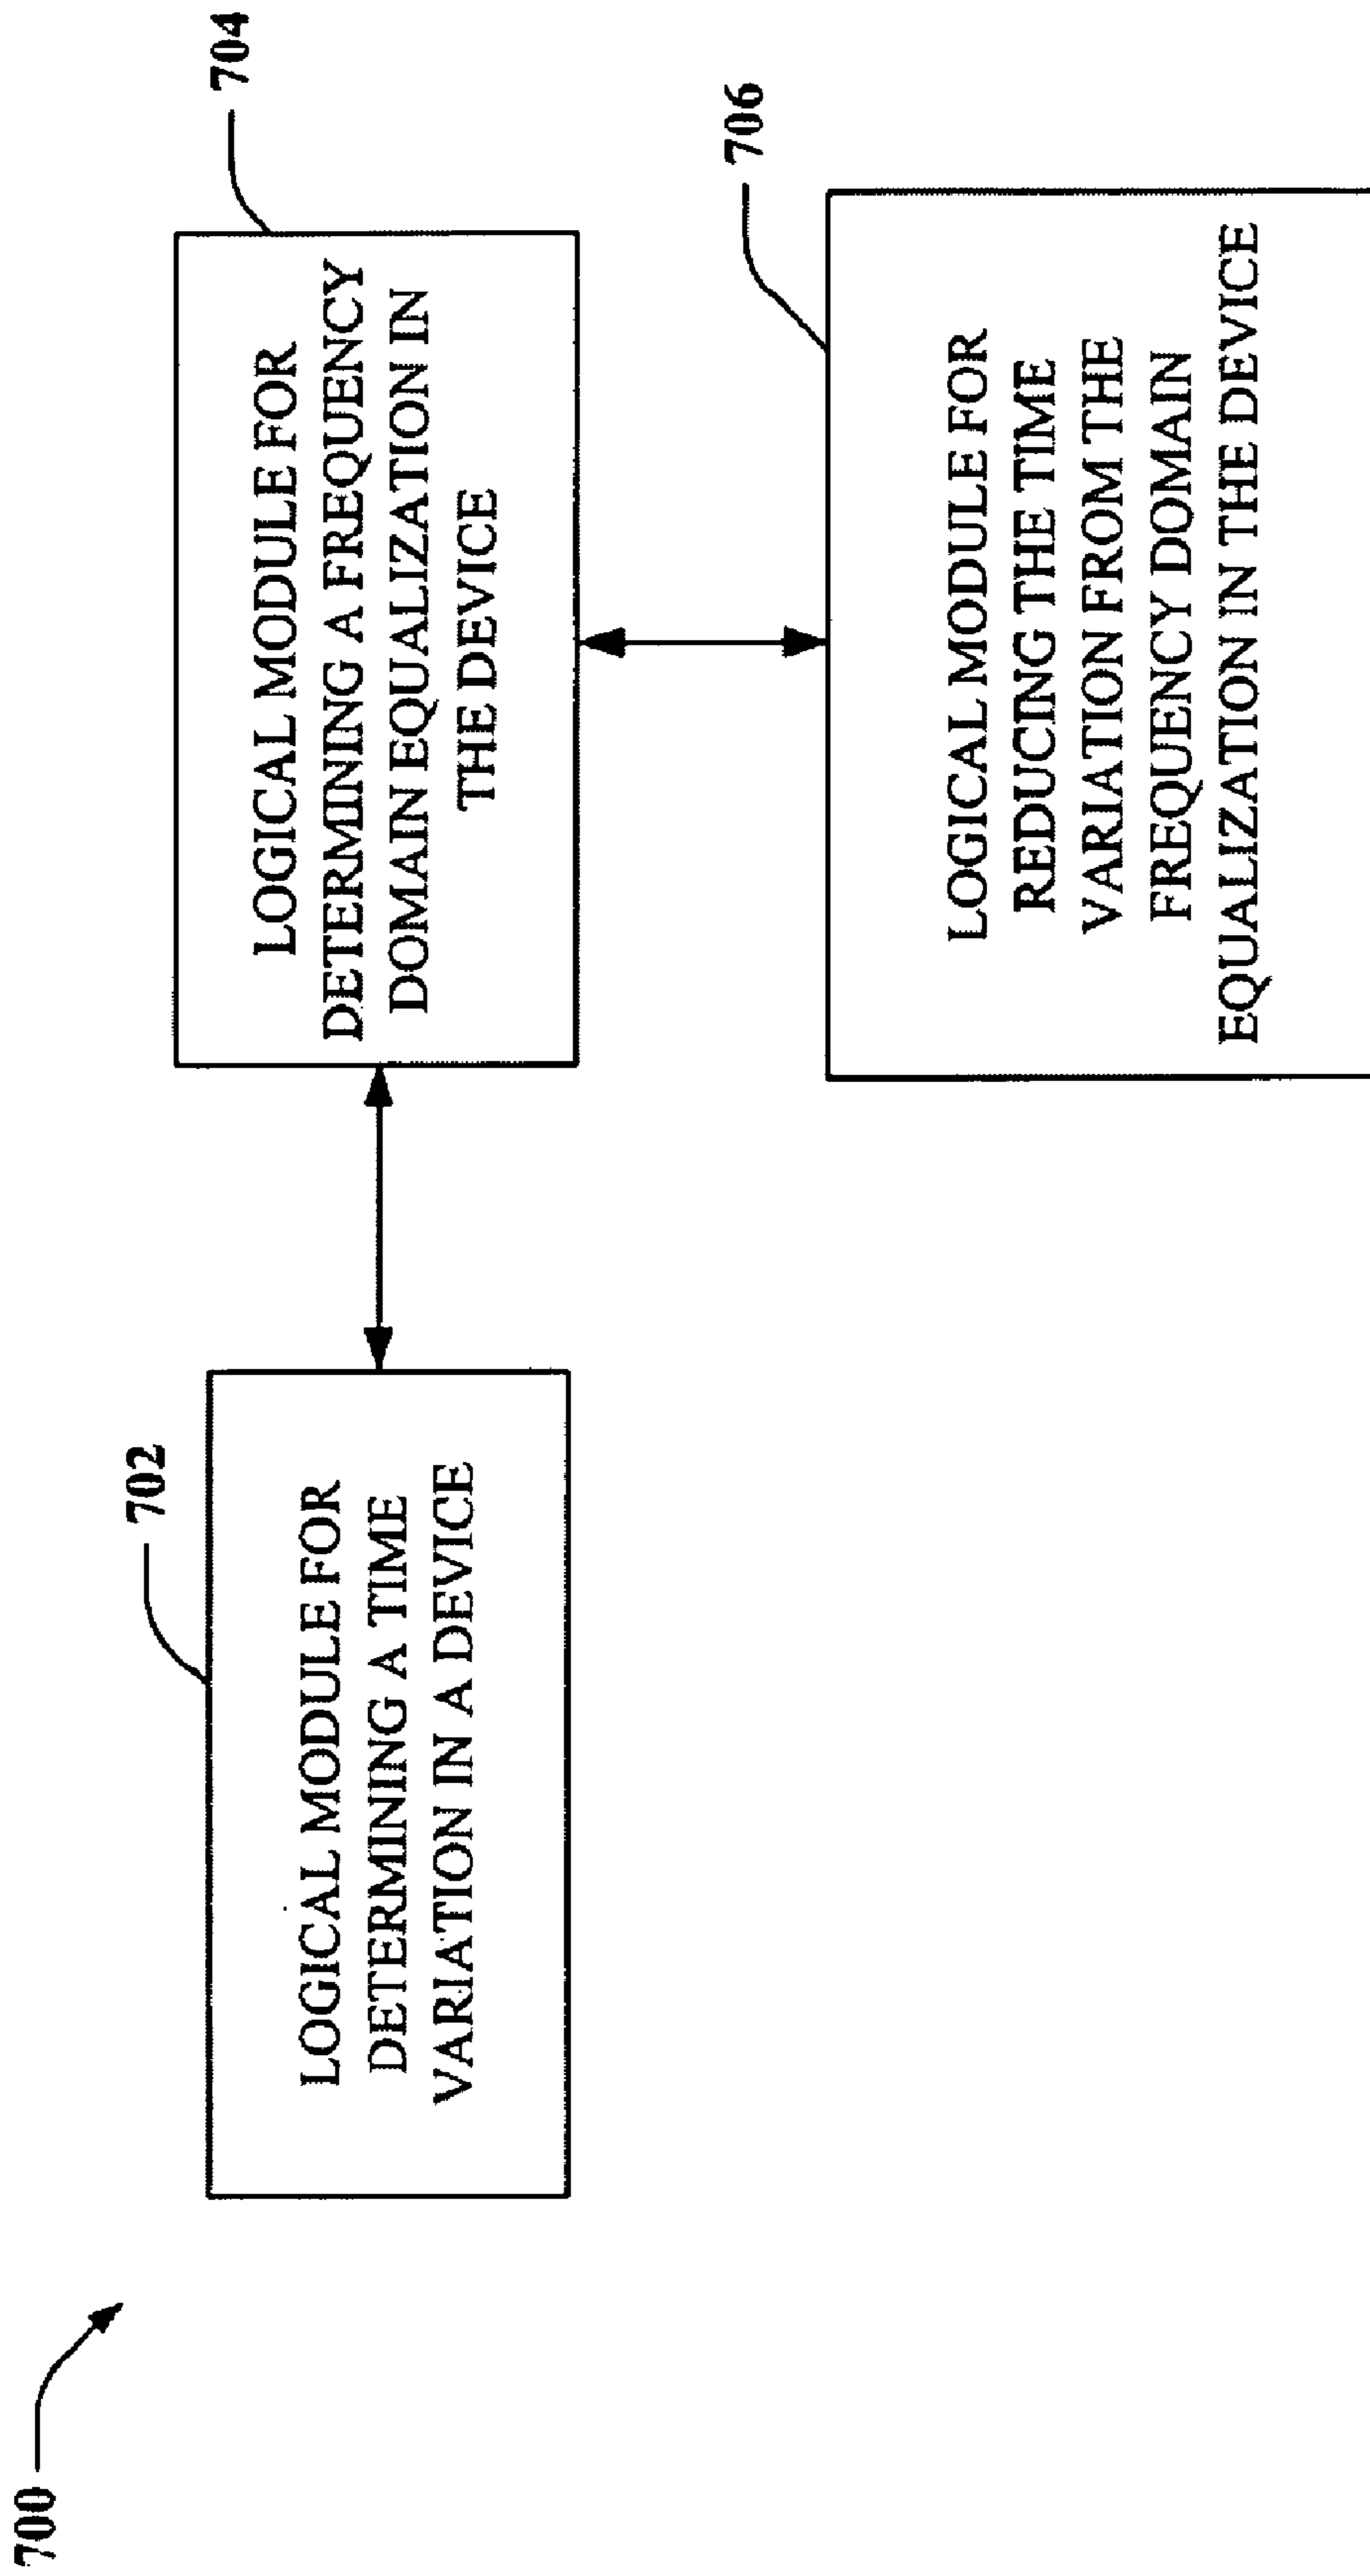 700
702
LOGICAL MODULE FOR
DETERMINING A TIME
VARIATION IN A DEVICE
704
LOGICAL MODULE FOR
DETERMINING A FREQUENCY
DOMAIN EQUALIZATION IN
THE DEVICE
706
LOGICAL MODULE FOR
REDUCING THE TIME
VARIATION FROM THE
FREQUENCY DOMAIN
EQUALIZATION IN THE DEVICE